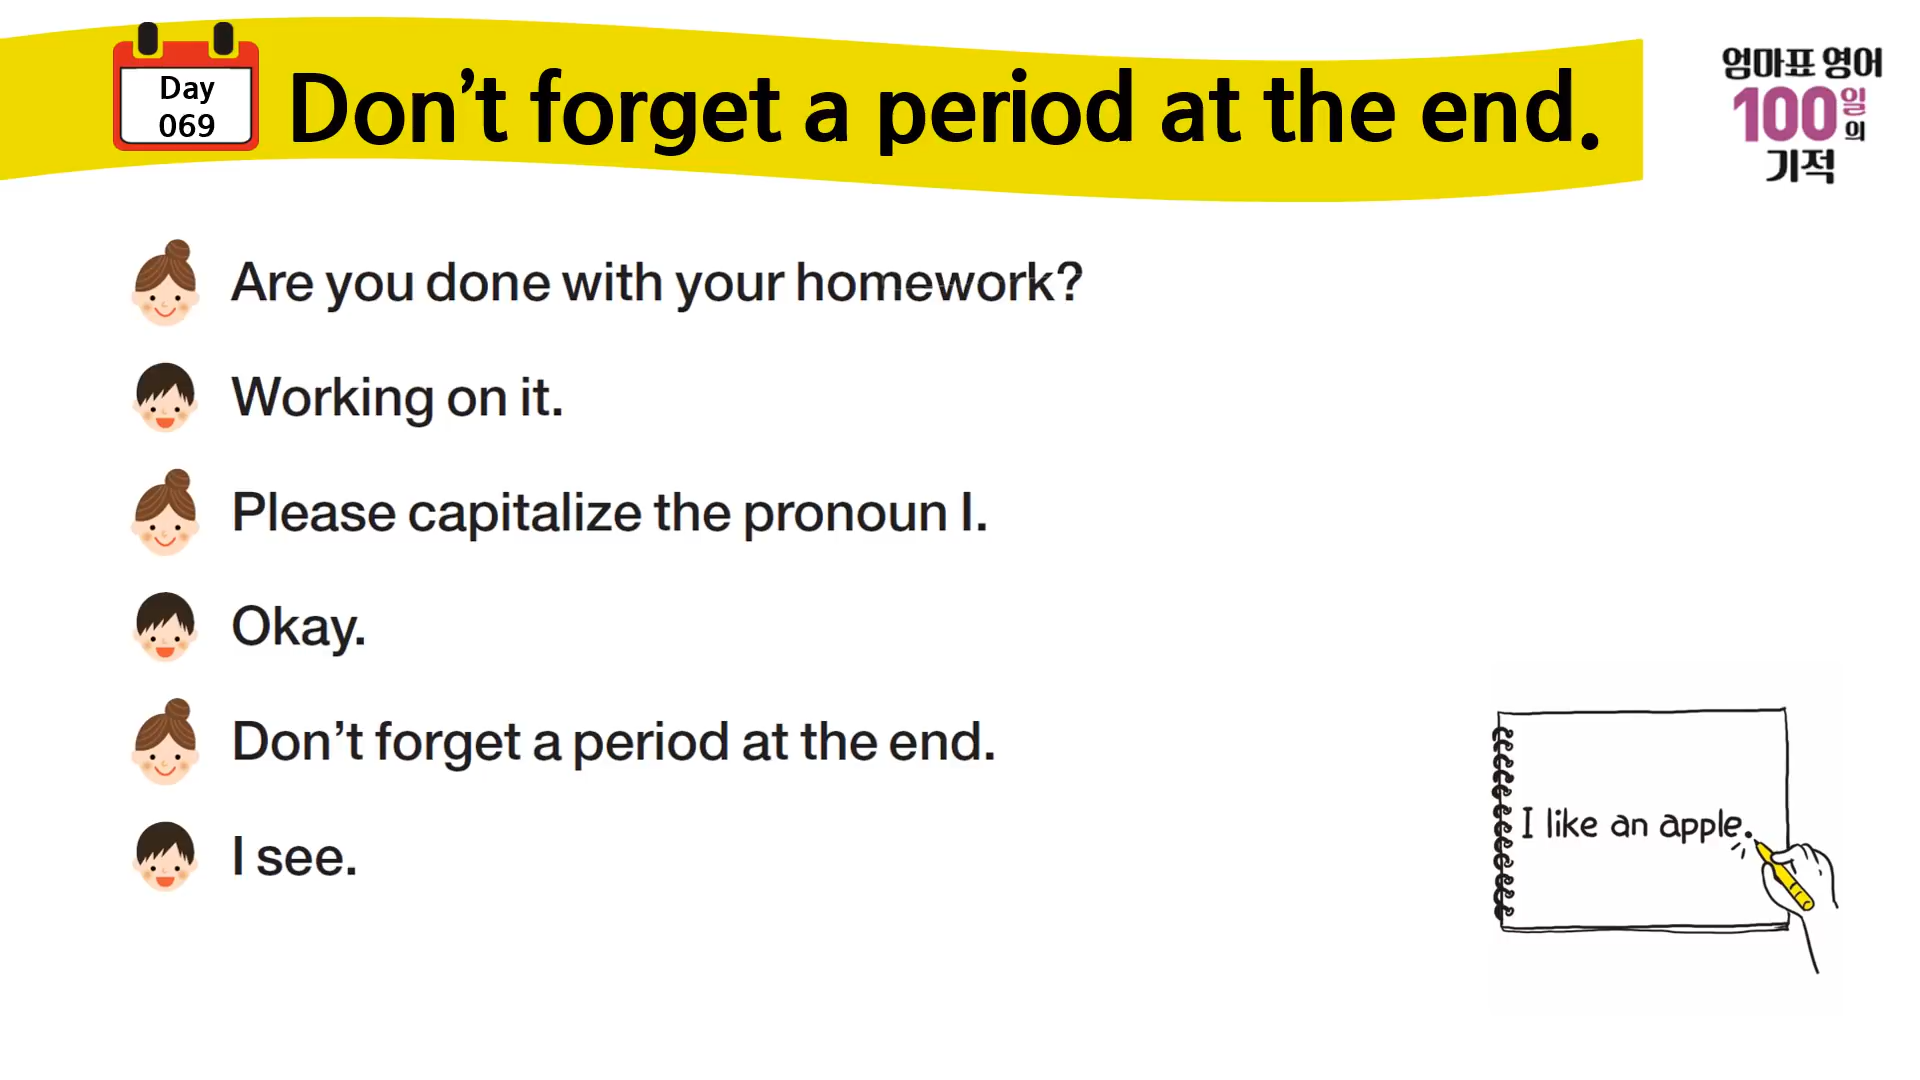 Day
069
Don’t forget a period at the end.
엄마표 영어
100일의
기적
Are you done with your homework?
Working on it.
Please capitalize the pronoun I.
Okay.
Don’t forget a period at the end.
I see.
I like an apple.